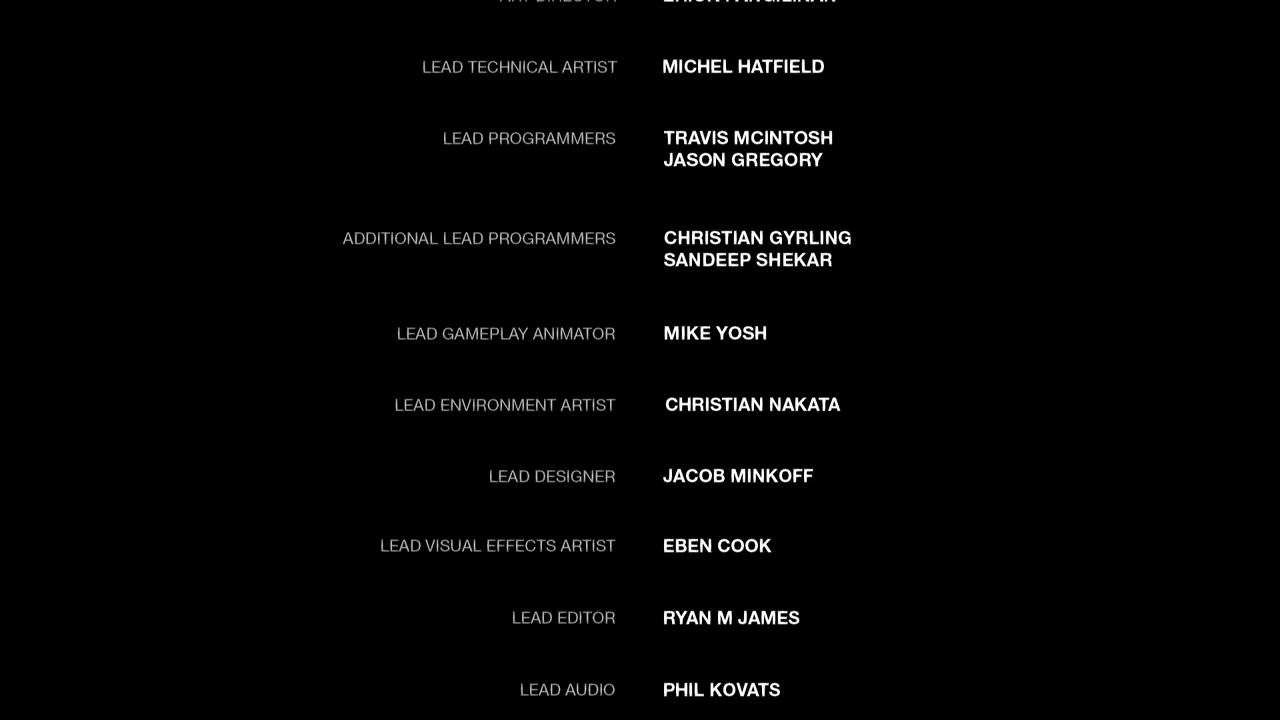 LEAD TECHNICAL ARTIST MICHEL HATFIELD
LEAD PROGRAMMERS TRAVIS MCINTOSH
JASON GREGORY
ADDITIONAL LEAD PROGRAMMERS CHRISTIAN GYRLING
SANDEEP SHEKAR
LEAD GAMEPLAY ANIMATOR MIKE YOSH
LEAD ENVIRONMENT ARTIST CHRISTIAN NAKATA
LEAD DESIGNER JACOB MINKOFF
LEAD VISUAL EFFECTS ARTIST EBEN COOK
LEAD EDITOR RYAN M JAMES
LEAD AUDIO PHIL KOVATS